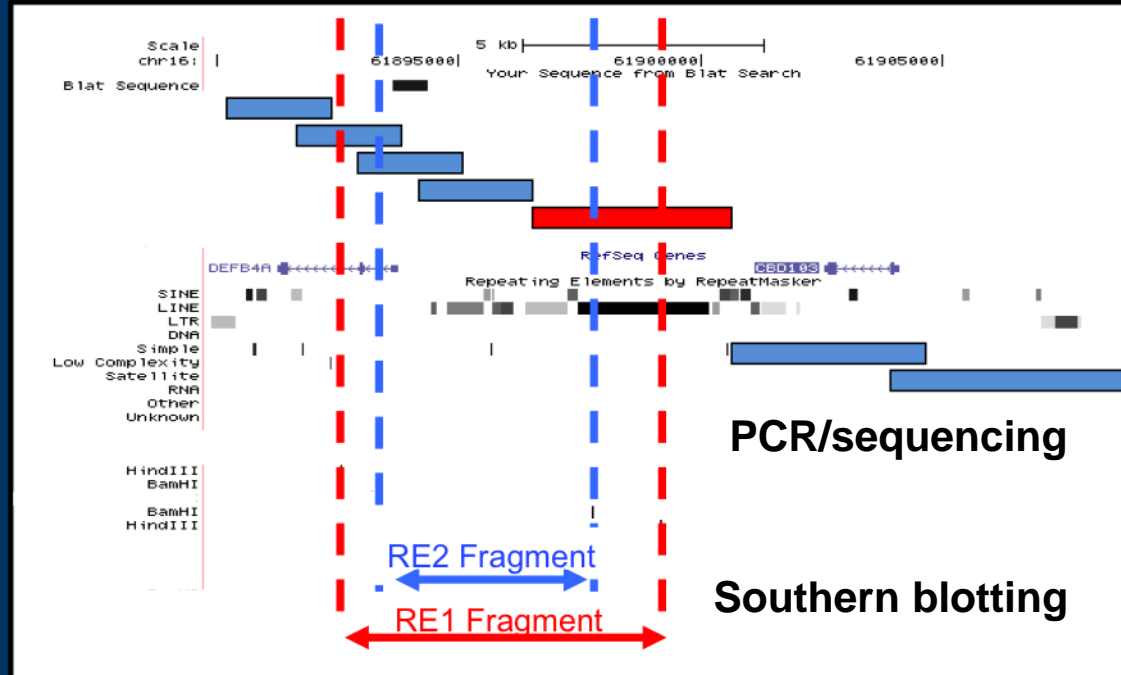 Scale
5 kb
chr16:
61895000
61900000
61905000
Your Sequence from Blat Search
Blat Sequence
RefSeq Genes
DEFB4A
CBD103
Repeating Elements by RepeatMasker
SINE
LINE
LTR
DNA
Simple
Low Complexity
Satellite
RNA
Other
Unknown
PCR/sequencing
HindIII
BamHI
BamHI
HindIII
RE2 Fragment
Southern blotting
RE1 Fragment